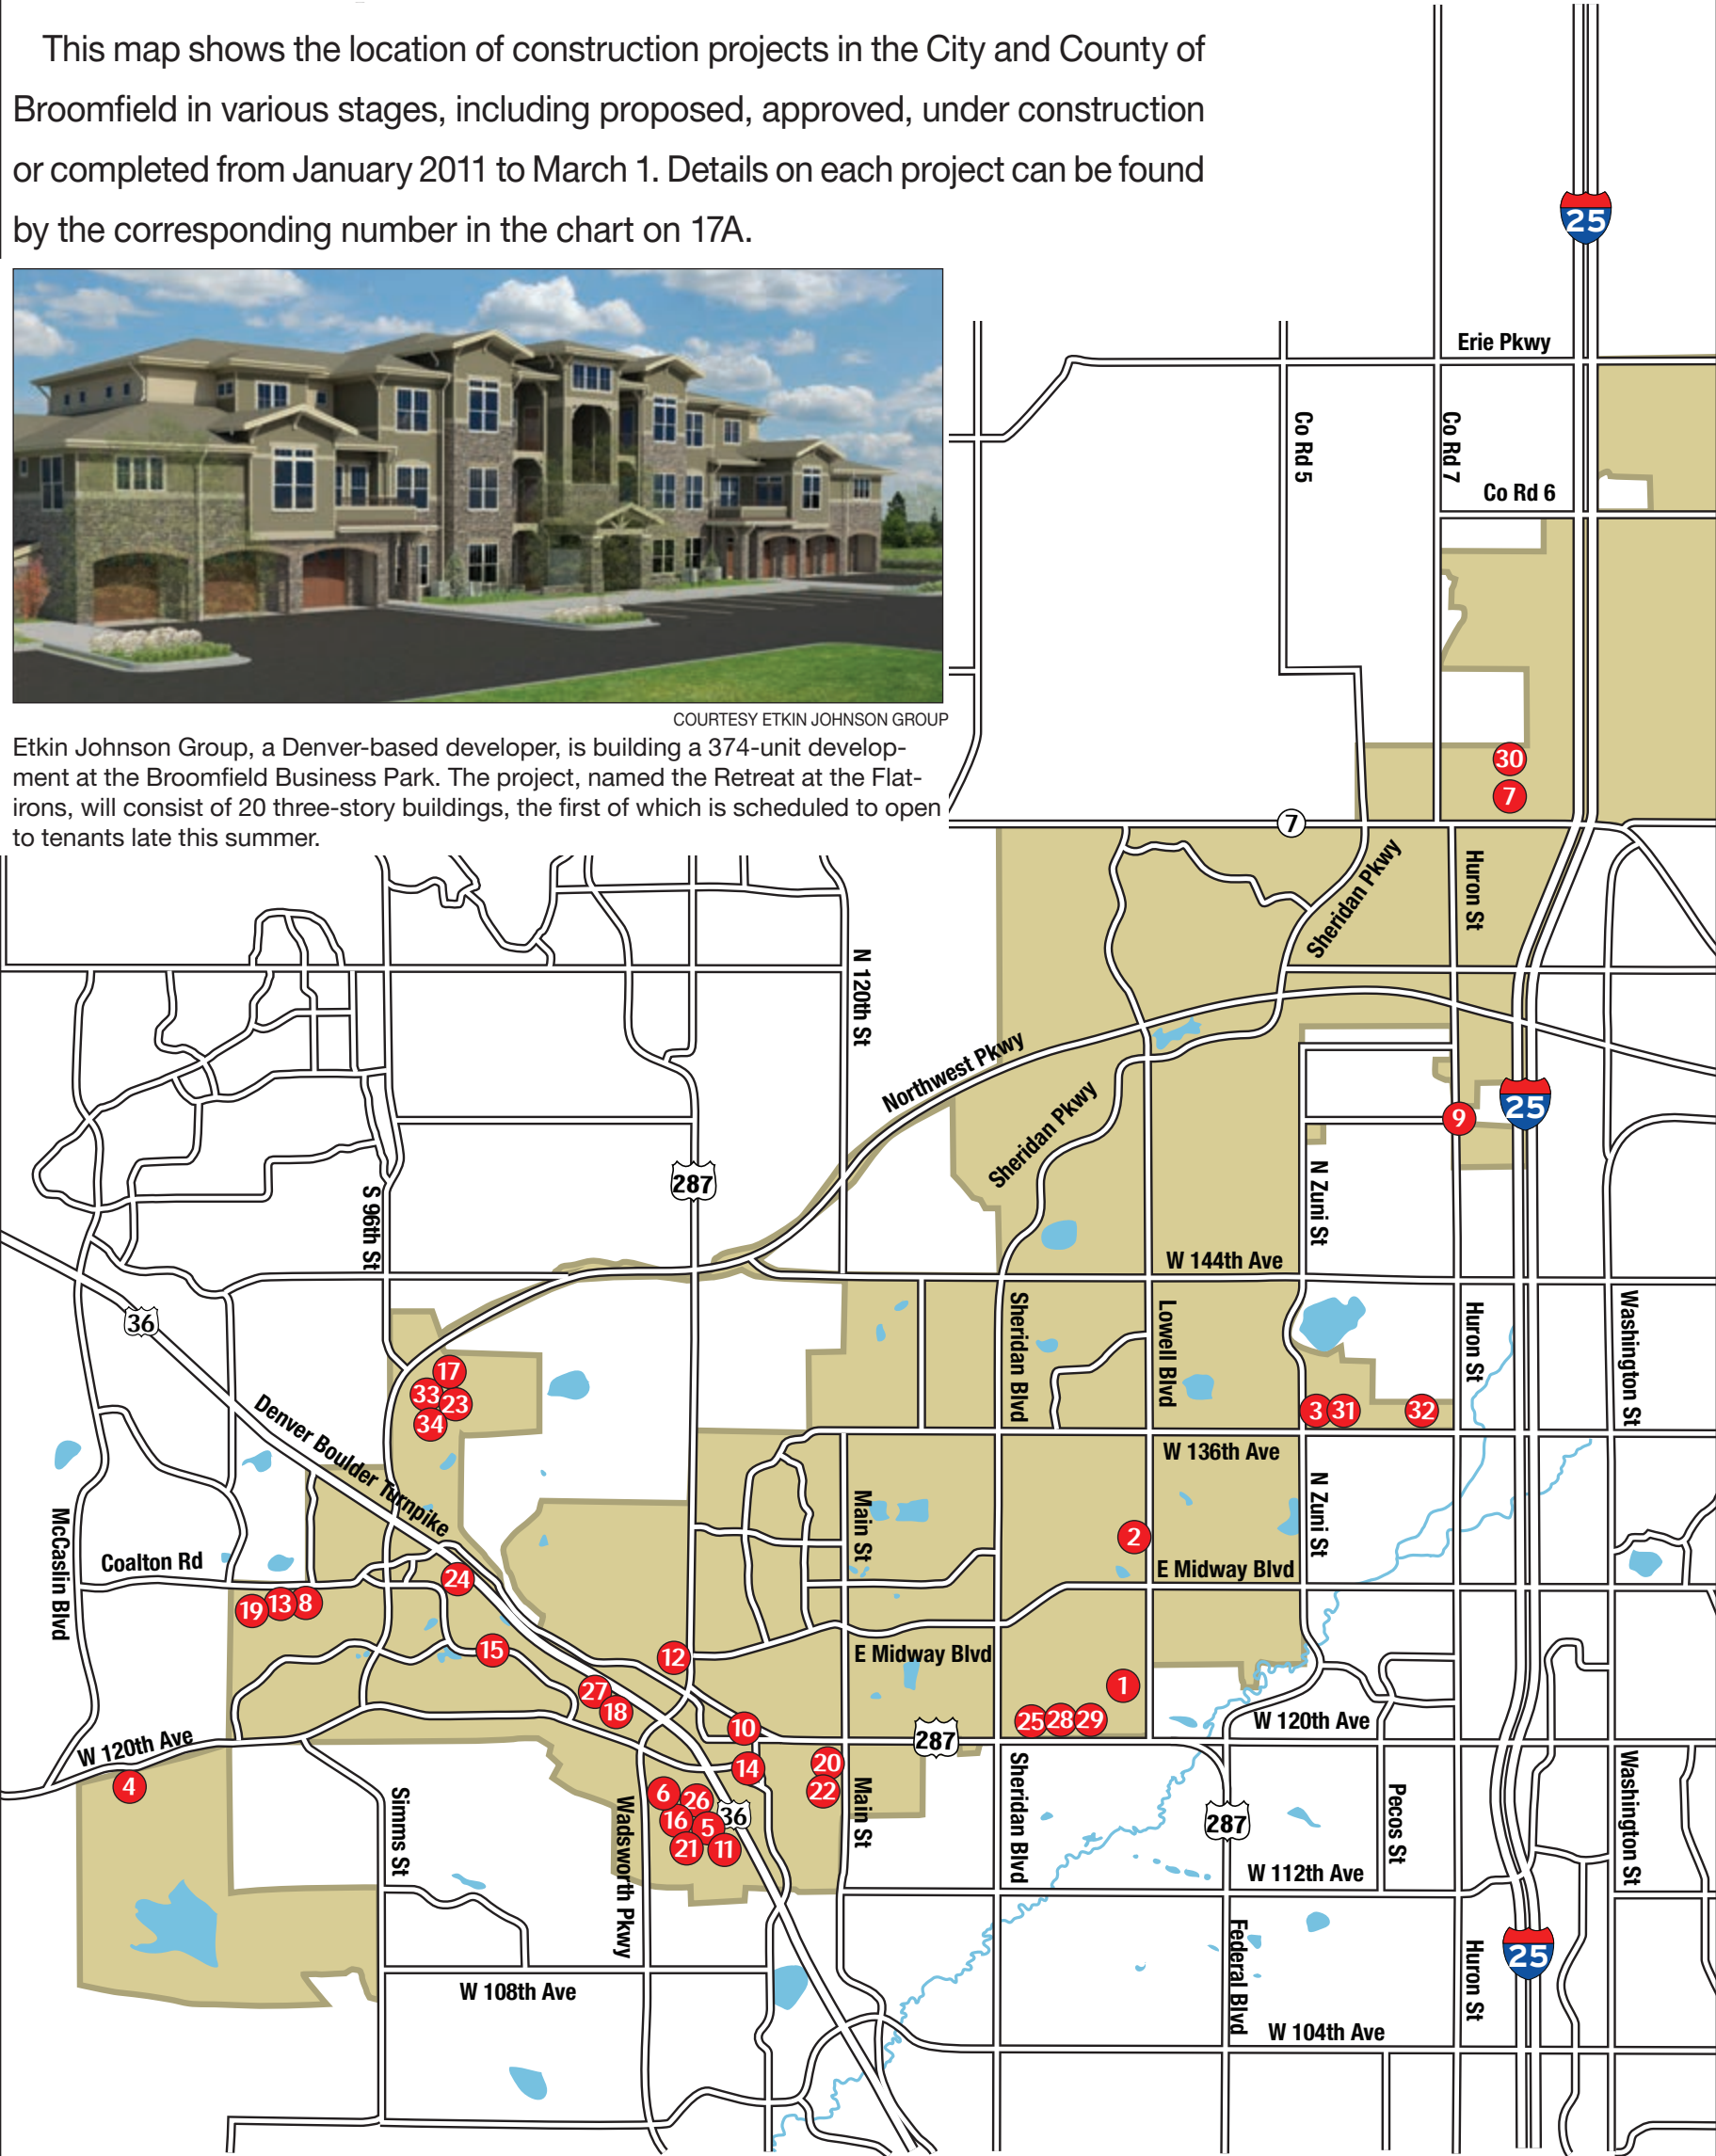 This map shows the location of construction projects in the City and County of
Broomfield in various stages, including proposed, approved, under construction
or completed from January 2011 to March 1. Details on each project can be found
by the corresponding number in the chart on 17A.
25
COURTESY ETKIN JOHNSON GROUP
Etkin Johnson Group, a Denver-based developer, is building a 374-unit develop-
ment at the Broomfield Business Park. The project, named the Retreat at the Flat-
irons, will consist of 20 three-story buildings, the first of which is scheduled to open
to tenants late this summer.
Erie Pkwy
Co Rd 5
Co Rd 7
Co Rd 6
30
7
7
Sheridan Pkwy
Huron St
N 120th St
Northwest Pkwy
Sheridan Pkwy
25
9
287
S 96th St
N Zuni St
W 144th Ave
36
Sheridan Blvd
Lowell Blvd
Huron St
Washington St
17
33
23
34
3
31
32
Denver Boulder Turnpike
W 136th Ave
Main St
N Zuni St
McCaslin Blvd
2
Coalton Rd
E Midway Blvd
24
19
13
8
15
12
E Midway Blvd
27
18
1
25
28
29
10
287
W 120th Ave
W 120th Ave
4
14
20
22
Simms St
Wadsworth Pkwy
6
26
16
5
36
21
11
Main St
Sheridan Blvd
287
Pecos St
Washington St
W 112th Ave
Federal Blvd
Huron St
25
W 108th Ave
W 104th Ave